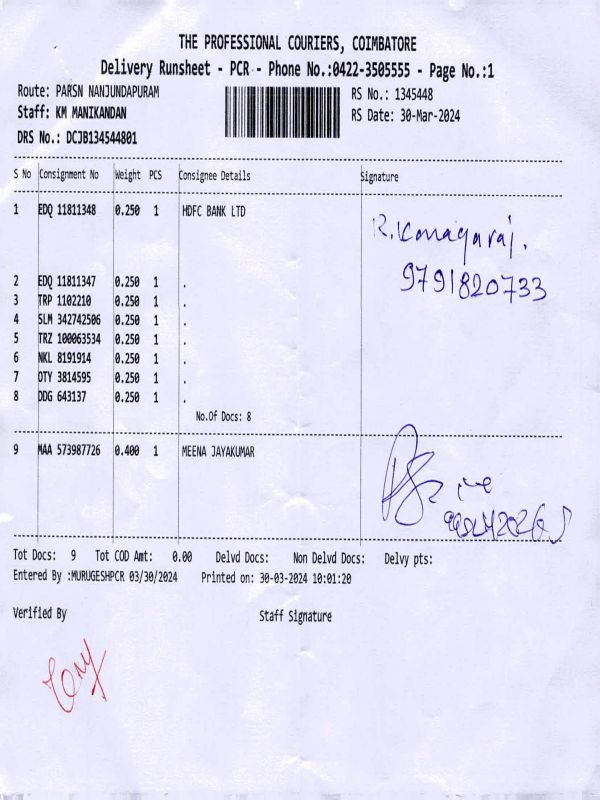 THE PROFESSIONAL COURIERS, COIMBATORE
Delivery Runsheet - PCR - Phone No.:0422-3505555 - Page No.:1
Route: PARSN NANJUNDAPURAM RS No.: 1345448
Staff: KM MANIKANDAN RS Date: 30-Mar-2024
DRS No.: DCJB134544801
S No Consignment No Weight PCS Consignee Details Signature
1 EDQ 11811348 0.250 1 HDFC BANK LTD
R. Kanagaraj.
9791820733
2 EDQ 11811347 0.250 1 .
3 TRP 1102210 0.250 1 .
4 SLM 342742506 0.250 1 .
5 TRZ 100063534 0.250 1 .
6 NKL 8191914 0.250 1 .
7 OTY 3814595 0.250 1 .
8 DDG 643137 0.250 1 .
No.Of Docs: 8
9 MAA 573987726 0.400 1 MEENA JAYAKUMAR
Tot Docs: 9 Tot COD Amt: 0.00 Delvd Docs: Non Delvd Docs: Delvy pts:
Entered By :MURUGESHPCR 03/30/2024 Printed on: 30-03-2024 10:01:20
Verified By Staff Signature